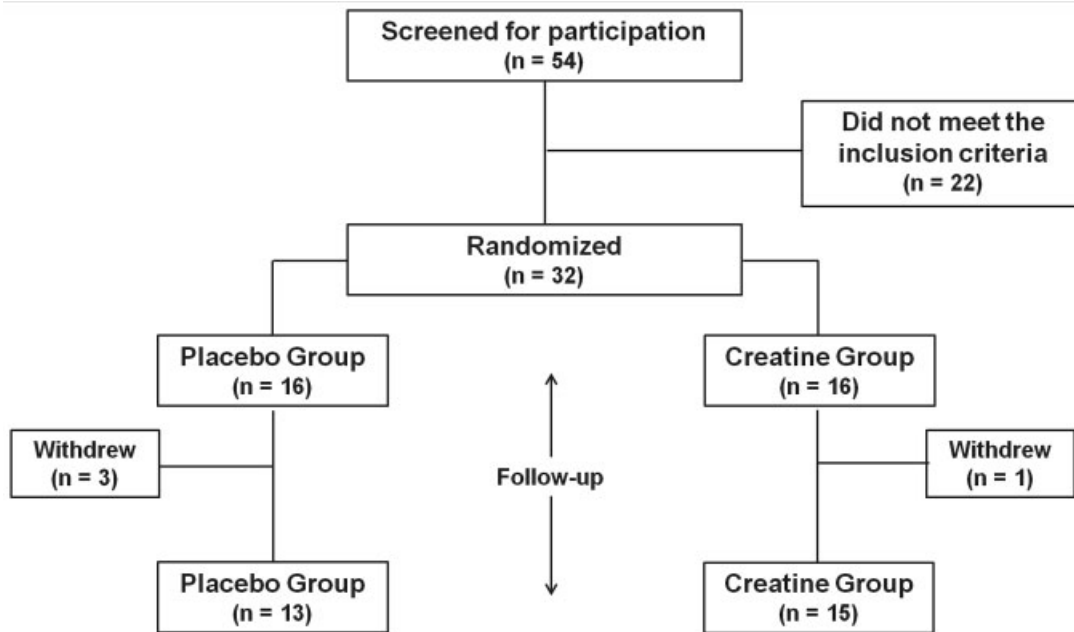 Screened for participation
(n = 54)
Did not meet the
inclusion criteria
(n = 22)
Randomized
(n = 32)
Placebo Group
(n = 16)
Creatine Group
(n = 16)
Withdrew
(n = 3)
Follow-up
Withdrew
(n = 1)
Placebo Group
(n = 13)
Creatine Group
(n = 15)